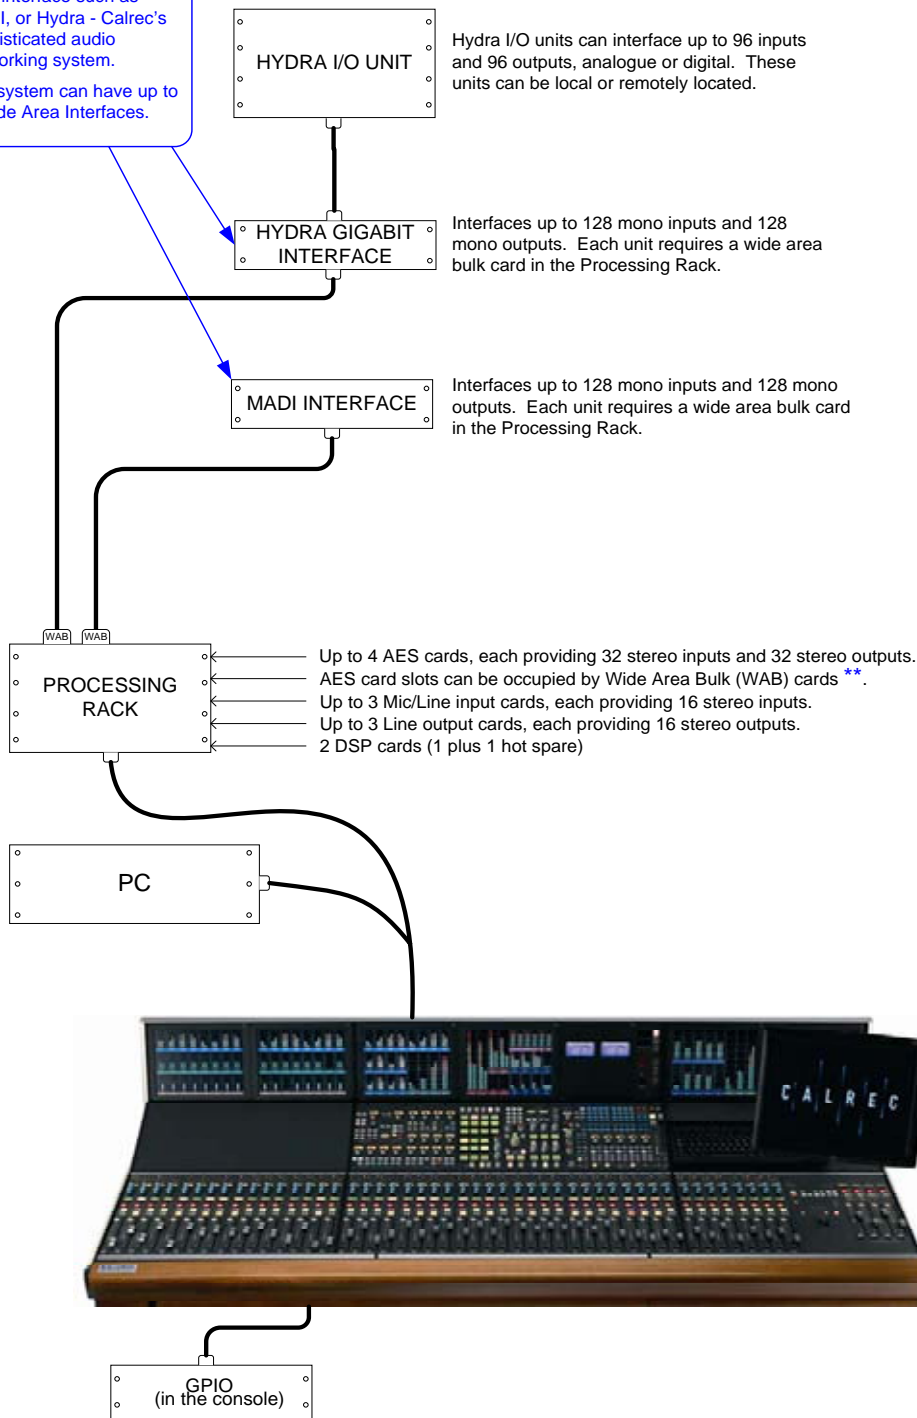 I, or Hydra - Calrec's
audio
system.
system can have up to
Area Interfaces.
HYDRA I/O UNIT
Hydra I/O units can interface up to 96 inputs
and 96 outputs, analogue or digital.  These
units can be local or remotely located.
HYDRA GIGABIT
INTERFACE
Interfaces up to 128 mono inputs and 128
mono outputs.  Each unit requires a wide area
bulk card in the Processing Rack.
MADI INTERFACE
Interfaces up to 128 mono inputs and 128 mono
outputs.  Each unit requires a wide area bulk card
in the Processing Rack.
WAB WAB
PROCESSING
RACK
Up to 4 AES cards, each providing 32 stereo inputs and 32 stereo outputs.
AES card slots can be occupied by Wide Area Bulk (WAB) cards **.
Up to 3 Mic/Line input cards, each providing 16 stereo inputs.
Up to 3 Line output cards, each providing 16 stereo outputs.
2 DSP cards (1 plus 1 hot spare)
PC
CALREC
GPIO
(in the console)